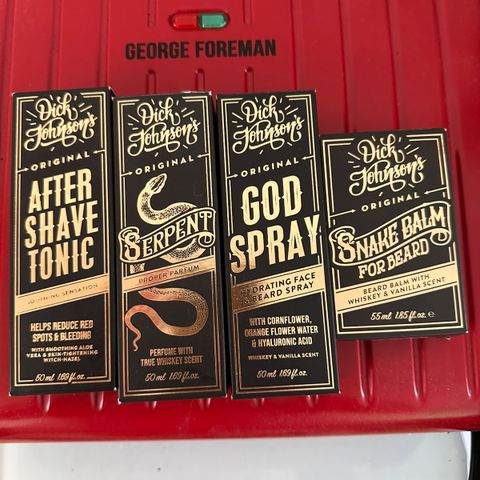 GEORGE FOREMAN
Dick
Johnson's
ORIGINAL
AFTER
SHAVE
TONIC
HELPS REDUCE RED
SPOTS & BLEEDING
WITH SMOOTHING ALOE
VERA & SKIN-TIGHTENING
WITCH-HAZEL
50 ml 1.69 fl.oz.
Dick
Johnson's
ORIGINAL
SERPENT
PROPER PARFUM
PERFUME WITH
TRUE WHISKEY SCENT
50 ml 1.69 fl.oz.
Dick
Johnson's
ORIGINAL
GOD
SPRAY
HYDRATING FACE
& BEARD SPRAY
WITH CORNFLOWER,
ORANGE FLOWER WATER
& HYALURONIC ACID
WHISKEY & VANILLA SCENT
50 ml 1.69 fl.oz.
Dick
Johnson's
ORIGINAL
SNAKE BALM
FOR BEARD
BEARD BALM WITH
WHISKEY & VANILLA SCENT
55 ml 1.85 fl. oz. e